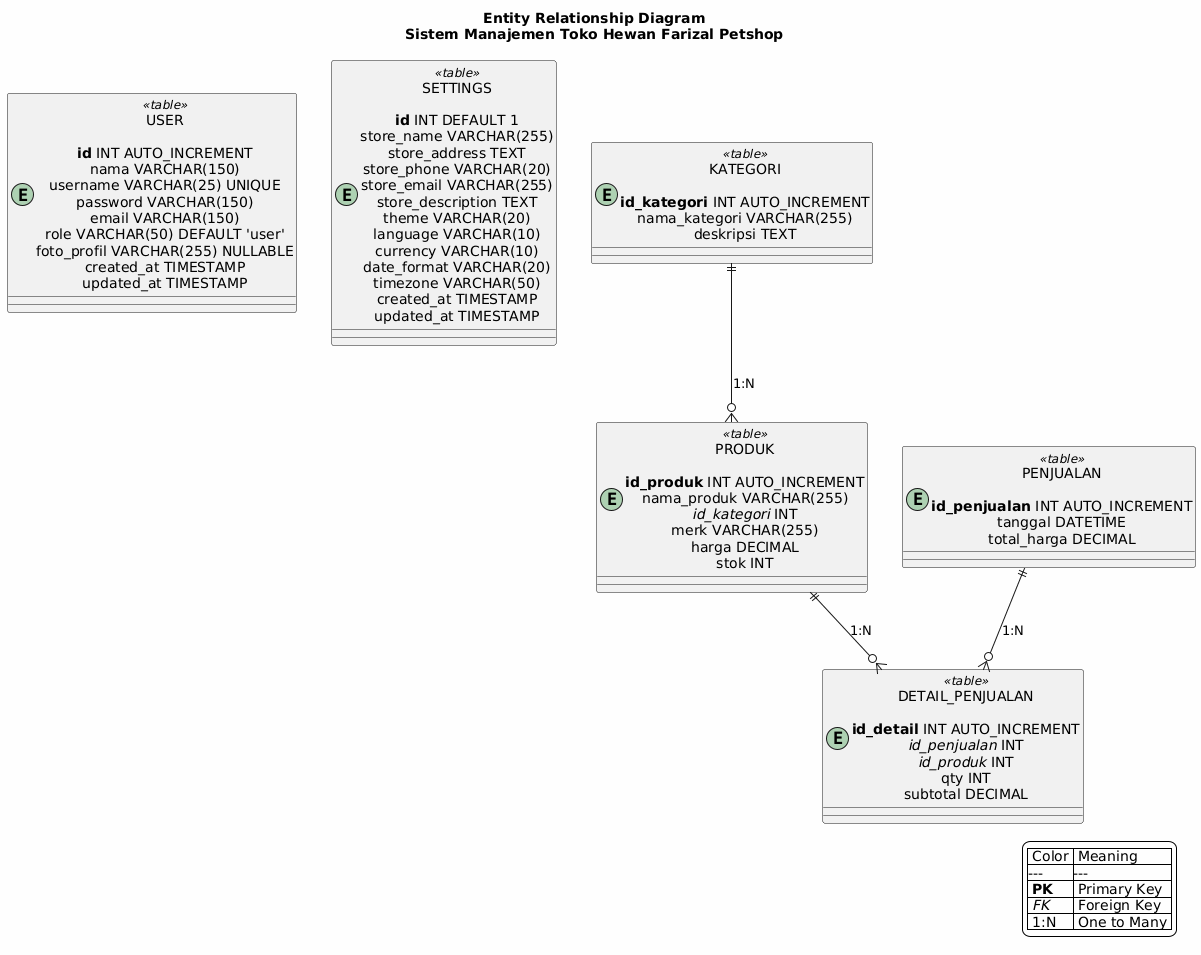 Entity Relationship Diagram
Sistem Manajemen Toko Hewan Farizal Petshop
«table»
USER
E
id INT AUTO_INCREMENT
nama VARCHAR(150)
username VARCHAR(25) UNIQUE
password VARCHAR(150)
email VARCHAR(150)
role VARCHAR(50) DEFAULT 'user'
foto_profil VARCHAR(255) NULLABLE
created_at TIMESTAMP
updated_at TIMESTAMP
«table»
SETTINGS
E
id INT DEFAULT 1
store_name VARCHAR(255)
store_address TEXT
store_phone VARCHAR(20)
store_email VARCHAR(255)
store_description TEXT
theme VARCHAR(20)
language VARCHAR(10)
currency VARCHAR(10)
date_format VARCHAR(20)
timezone VARCHAR(50)
created_at TIMESTAMP
updated_at TIMESTAMP
«table»
KATEGORI
E
id_kategori INT AUTO_INCREMENT
nama_kategori VARCHAR(255)
deskripsi TEXT
1:N
«table»
PRODUK
E
id_produk INT AUTO_INCREMENT
nama_produk VARCHAR(255)
id_kategori INT
merk VARCHAR(255)
harga DECIMAL
stok INT
«table»
PENJUALAN
E
id_penjualan INT AUTO_INCREMENT
tanggal DATETIME
total_harga DECIMAL
1:N
1:N
«table»
DETAIL_PENJUALAN
E
id_detail INT AUTO_INCREMENT
id_penjualan INT
id_produk INT
qty INT
subtotal DECIMAL
Color Meaning
--- ---
PK Primary Key
FK Foreign Key
1:N One to Many